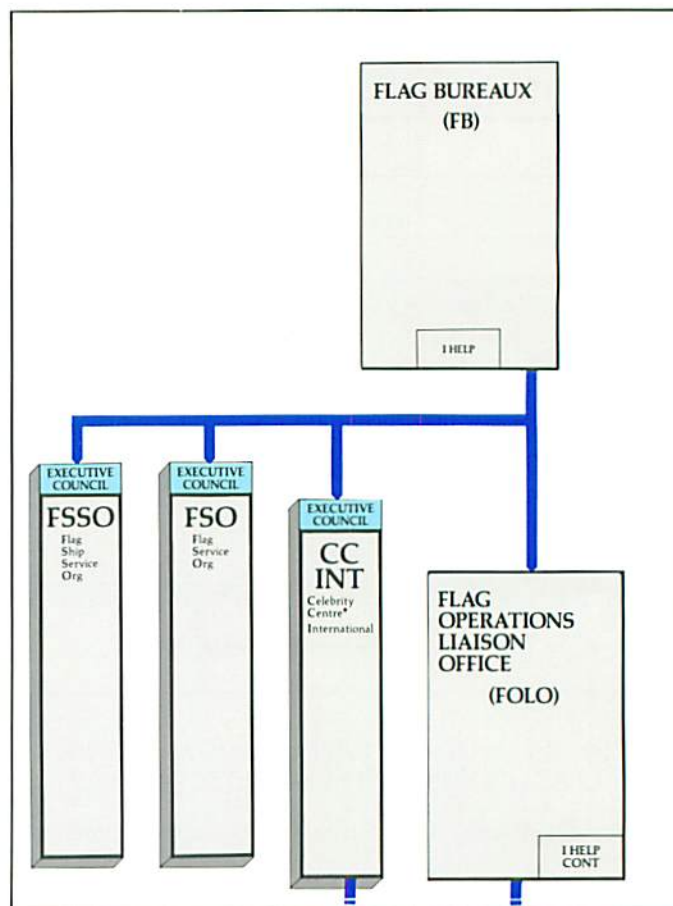 FLAG BUREAUX
(FB)
I HELP
EXECUTIVE
COUNCIL
FSSO
Flag
Ship
Service
Org
EXECUTIVE
COUNCIL
FSO
Flag
Service
Org
EXECUTIVE
COUNCIL
CC
INT
Celebrity
Centre*
International
FLAG
OPERATIONS
LIAISON
OFFICE
(FOLO)
I HELP
CONT